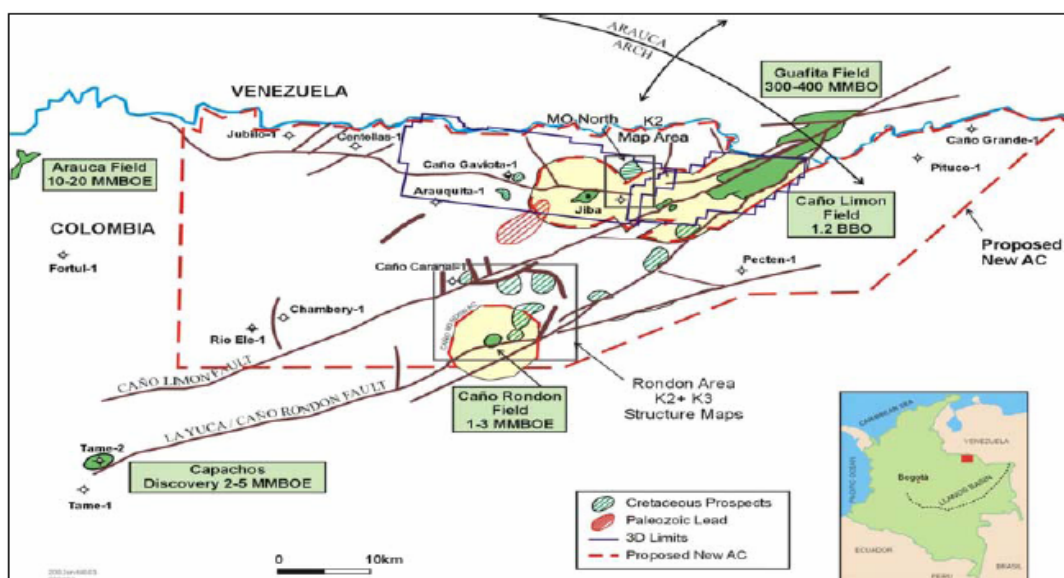 ARAUCA
ARCH
Guafita Field
300-400 MMBO
VENEZUELA
MO North
K2
Map Area
Jubilo-1
Centellas-1
Caño Grande-1
Pituco-1
Arauca Field
10-20 MMBOE
Caño Gaviota-1
Arauquita-1
Jiba
Caño Limon
Field
1.2 BBO
COLOMBIA
Proposed
New AC
Fortul-1
Pecten-1
Chambery-1
Rio Ele-1
CAÑO LIMON FAULT
Rondon Area
K2+ K3
Structure Maps
Caño Rondon
Field
1-3 MMBOE
LA YUCA / CAÑO RONDON FAULT
Tame-2
Capachos
Discovery 2-5 MMBOE
Tame-1
Cretaceous Prospects
Paleozoic Lead
3D Limits
Proposed New AC
0 10km
CARIBBEAN SEA
VENEZUELA
PACIFIC OCEAN
Bogotá
LLANOS BASIN
ECUADOR
PERU
BRASIL